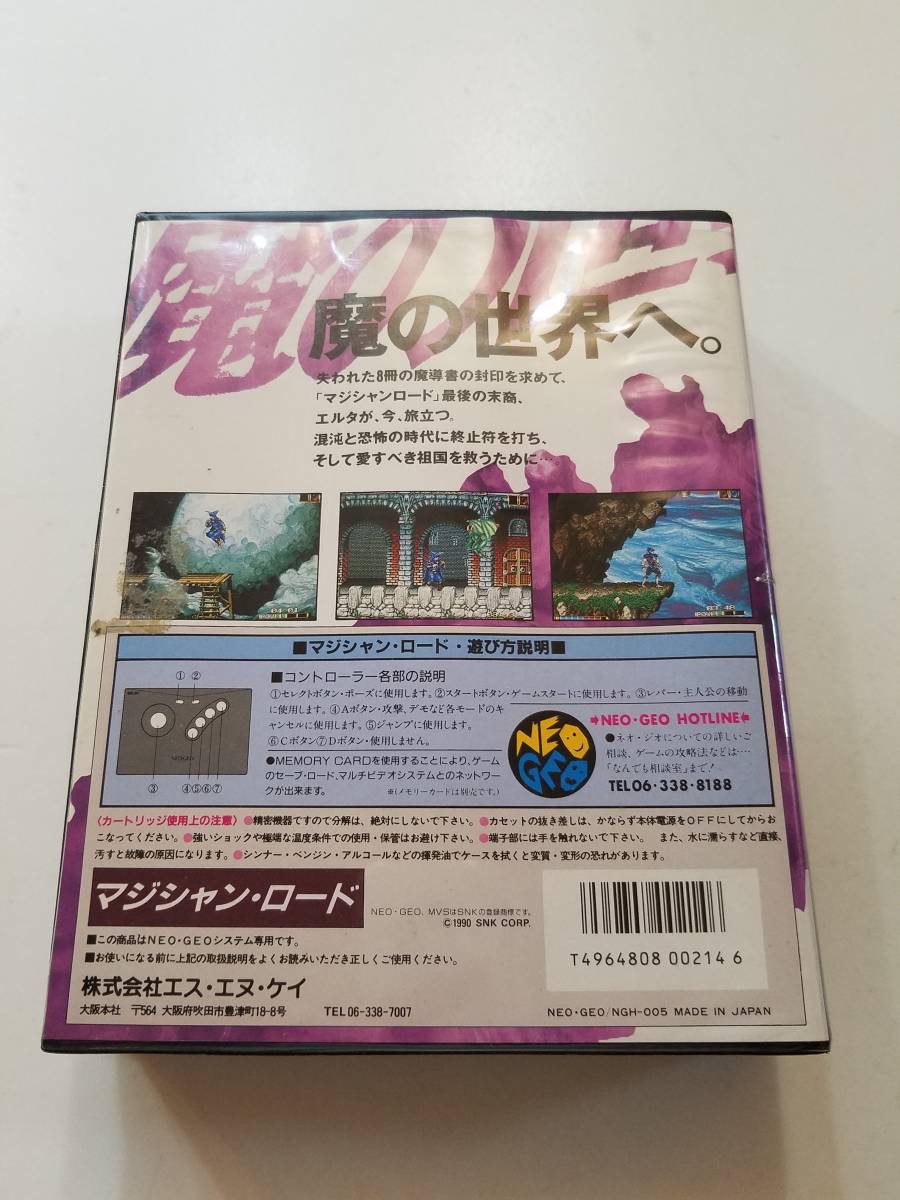 魔の世
魔の世界へ。
失われた8冊の魔導書の封印を求めて、
「マジシャンロード」最後の末裔、
エルタが、今、旅立つ。
混沌と恐怖の時代に終止符を打ち、
そして愛すべき祖国を救うために…
■マジシャン・ロード・遊び方説明■
① ②
③ ④⑤⑥⑦
■コントローラー各部の説明
①セレクトボタン・ポーズに使用します。②スタートボタン・ゲームスタートに使用します。③レバー・主人公の移動
に使用します。④Aボタン・攻撃、デモなど各モードのキ
ャンセルに使用します。⑤ジャンプに使用します。
⑥Cボタン⑦Dボタン・使用しません。
●MEMORY CARDを使用することにより、ゲーム
のセーブ・ロード、マルチビデオシステムとのネットワー
クが出来ます。 ※(メモリーカードは別売です。)
NEO
GEO
➡NEO・GEO HOTLINE⬅
●ネオ・ジオについての詳しいご
相談、ゲームの攻略法などは‥‥
「なんでも相談室」まで!
TEL06・338・8188
〈カートリッジ使用上の注意〉●精密機器ですので分解は、絶対にしないで下さい。●カセットの抜き差しは、かならず本体電源をOFFにしてからお
こなってください。●強いショックや極端な温度条件での使用・保管はお避け下さい。●端子部には手を触れないで下さい。 また、水に濡らすなど直接、
汚すと故障の原因になります。●シンナー・ベンジン・アルコールなどの揮発油でケースを拭くと変質・変形の恐れがあります。
マジシャン・ロード
NEO・GEO、MVSはSNKの登録商標です。
©1990 SNK CORP.
■この商品はNEO・GEOシステム専用です。
■お使いになる前に上記の取扱説明をよくお読みいただき正しくご使用ください。
株式会社エス・エヌ・ケイ
大阪本社 〒564 大阪府吹田市豊津町18-8号 TEL06-338-7007
T4964808 00214 6
NEO・GEO/NGH-005 MADE IN JAPAN